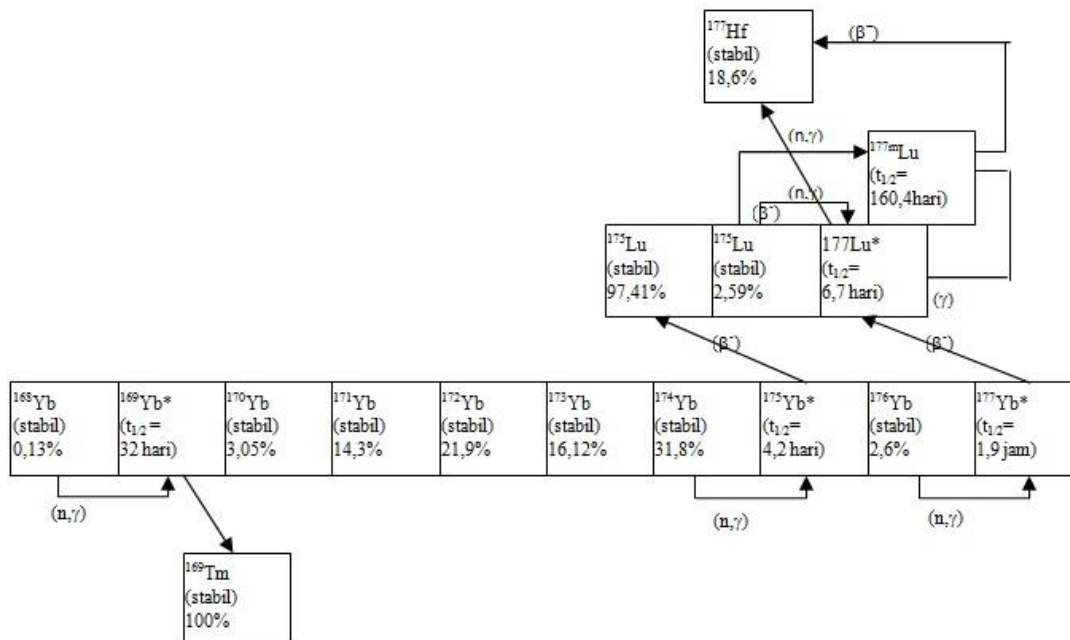 ¹⁷⁷Hf
(stabil)
18,6%
(β⁻)
(n,γ)
¹⁷⁷ᵐLu
(t₁/₂=
160,4hari)
(n,γ)
(β⁻)
¹⁷⁵Lu
(stabil)
97,41%
¹⁷⁵Lu
(stabil)
2,59%
177Lu*
(t₁/₂=
6,7 hari)
(γ)
(β⁻)
(β⁻)
¹⁶⁸Yb
(stabil)
0,13%
¹⁶⁹Yb*
(t₁/₂ =
32 hari)
¹⁷⁰Yb
(stabil)
3,05%
¹⁷¹Yb
(stabil)
14,3%
¹⁷²Yb
(stabil)
21,9%
¹⁷³Yb
(stabil)
16,12%
¹⁷⁴Yb
(stabil)
31,8%
¹⁷⁵Yb*
(t₁/₂=
4,2 hari)
¹⁷⁶Yb
(stabil)
2,6%
¹⁷⁷Yb*
(t₁/₂=
1,9 jam)
(n,γ)
(n,γ)
(n,γ)
¹⁶⁹Tm
(stabil)
100%